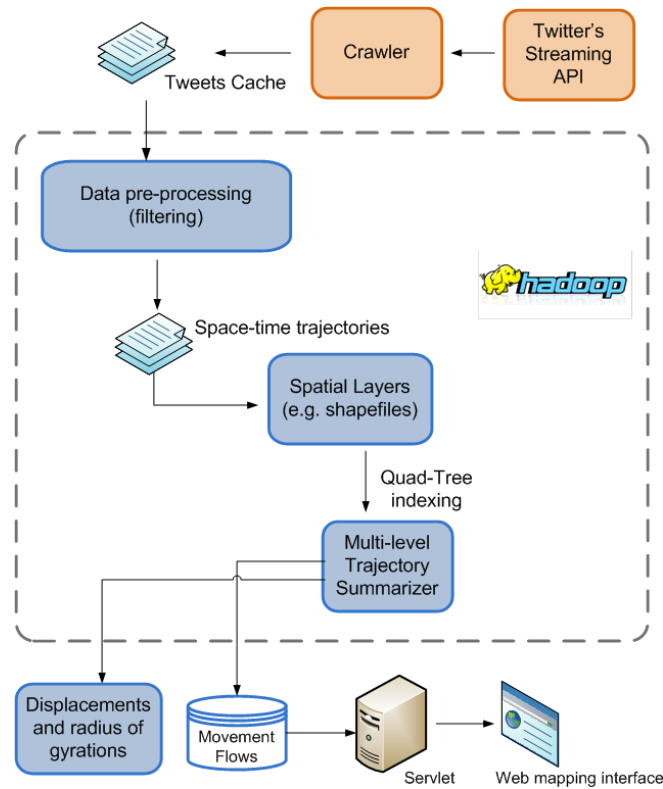 Twitter's
Streaming
API
Crawler
Tweets Cache
Data pre-processing
(filtering)
hadoop
Space-time trajectories
Spatial Layers
(e.g. shapefiles)
Quad-Tree
indexing
Multi-level
Trajectory
Summarizer
Displacements
and radius of
gyrations
Movement
Flows
Servlet
Web mapping interface